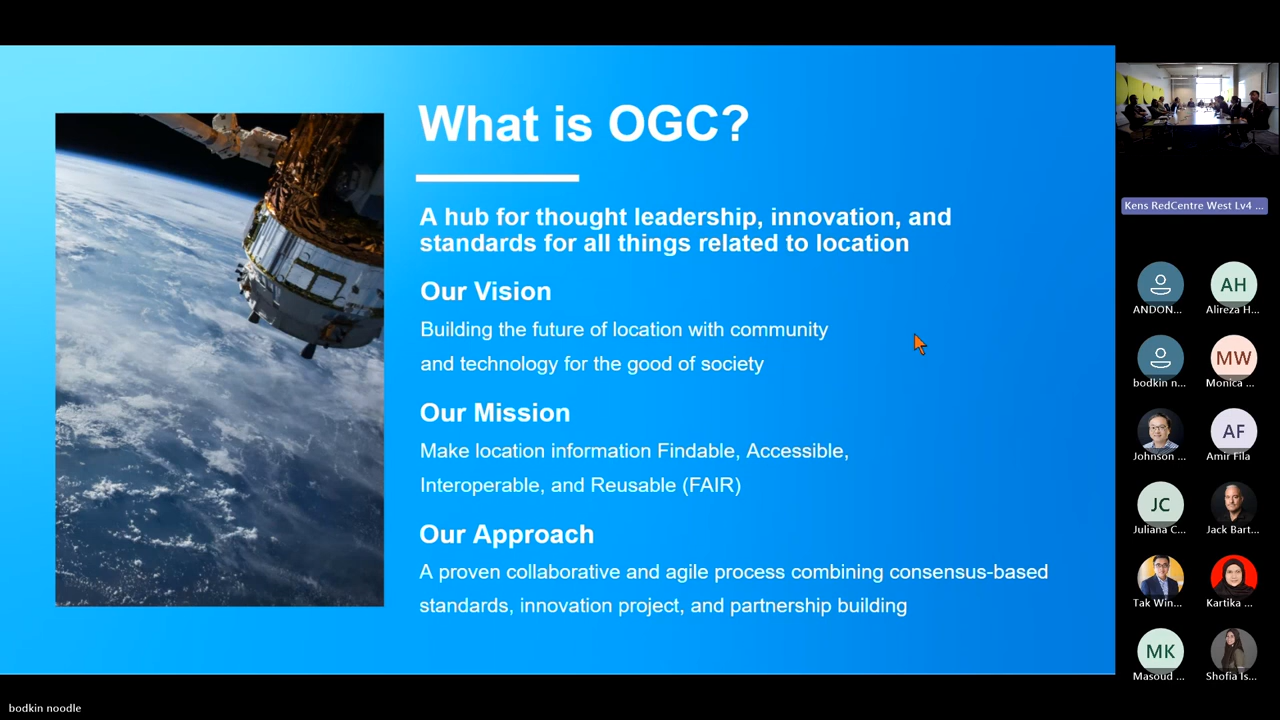 What is OGC?
A hub for thought leadership, innovation, and
standards for all things related to location
Our Vision
Building the future of location with community
and technology for the good of society
Our Mission
Make location information Findable, Accessible,
Interoperable, and Reusable (FAIR)
Our Approach
A proven collaborative and agile process combining consensus-based
standards, innovation project, and partnership building
Kens RedCentre West Lv4 ...
ANDON...
AH
Alireza H...
bodkin n...
MW
Monica ...
Johnson ...
AF
Amir Fila
JC
Juliana C...
Jack Bart...
Tak Win...
Kartika ...
MK
Masoud ...
Shofia Is...
bodkin noodle